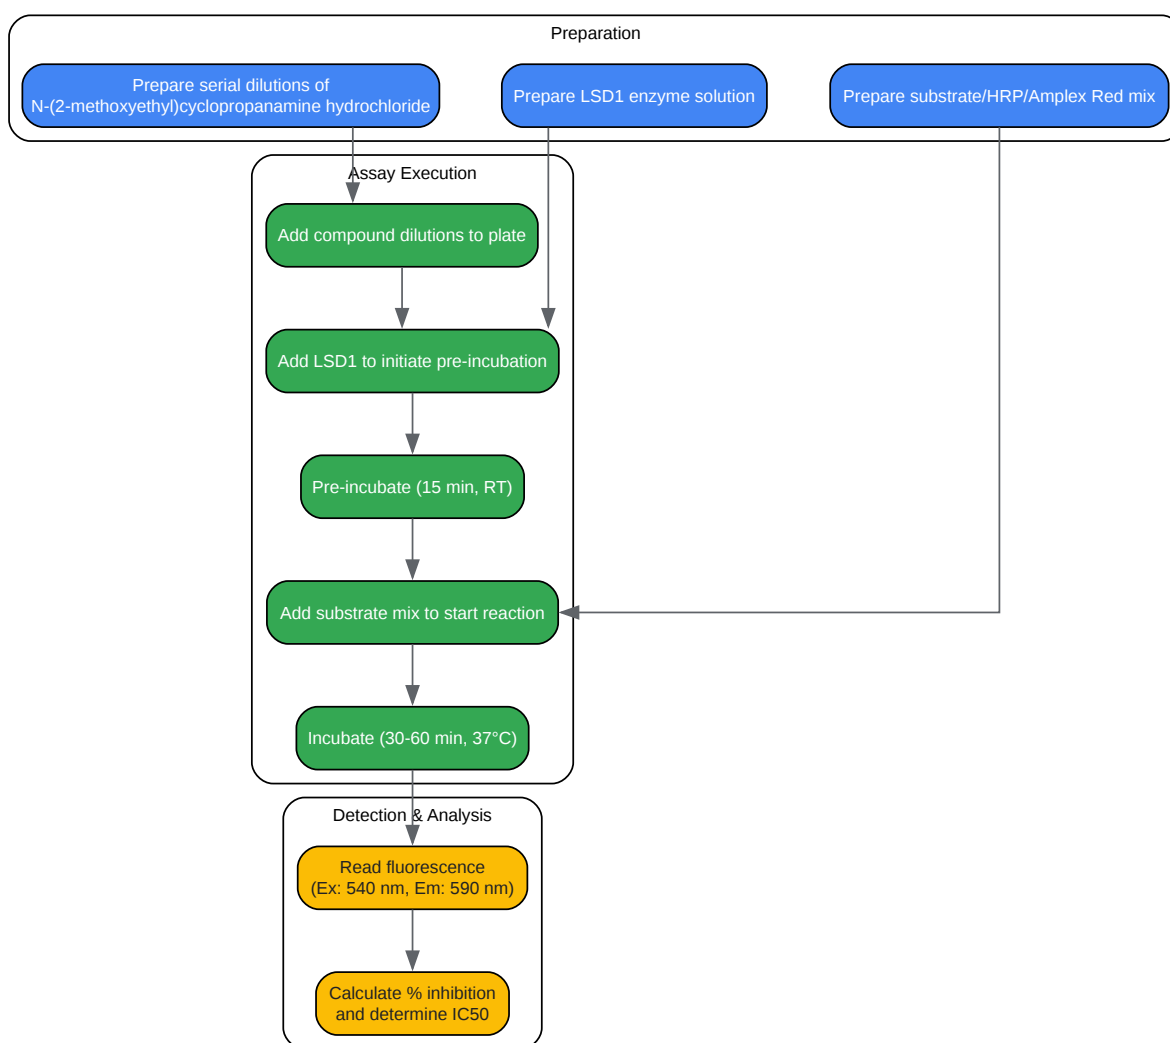 Preparation
Prepare serial dilutions of
N-(2-methoxyethyl)cyclopropanamine hydrochloride
Prepare LSD1 enzyme solution
Prepare substrate/HRP/Amplex Red mix
Assay Execution
Add compound dilutions to plate
Add LSD1 to initiate pre-incubation
Pre-incubate (15 min, RT)
Add substrate mix to start reaction
Incubate (30-60 min, 37°C)
Detection & Analysis
Read fluorescence
(Ex: 540 nm, Em: 590 nm)
Calculate % inhibition
and determine IC50